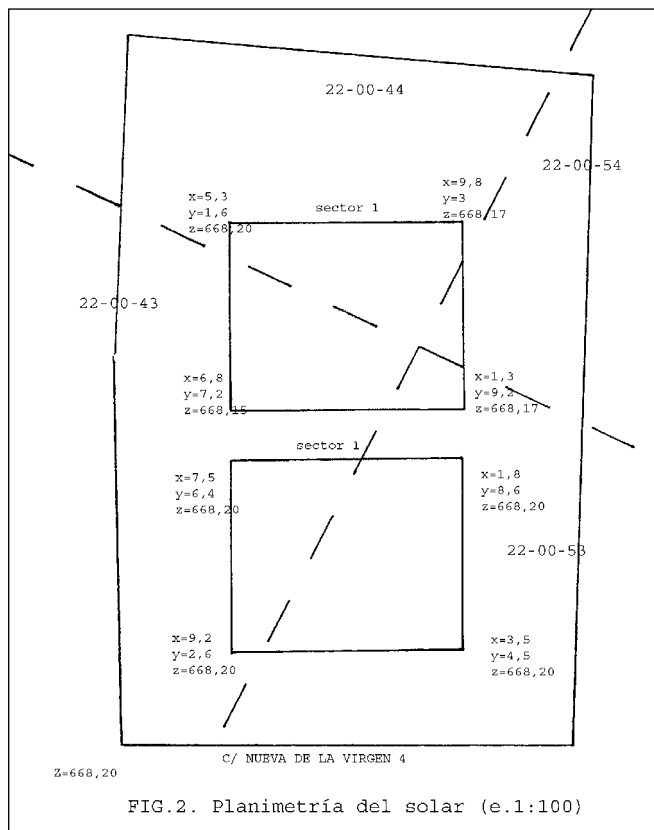 22-00-44
22-00-54
x=5,3
y=1,6
z=668,20
sector 1
x=9,8
y=3
z=668,17
22-00-43
x=6,8
y=7,2
z=668,15
x=1,3
y=9,2
z=668,17
sector 1
x=7,5
y=6,4
z=668,20
x=1,8
y=8,6
z=668,20
22-00-53
x=9,2
y=2,6
z=668,20
x=3,5
y=4,5
z=668,20
C/ NUEVA DE LA VIRGEN 4
Z=668,20
FIG.2. Planimetría del solar (e.1:100)